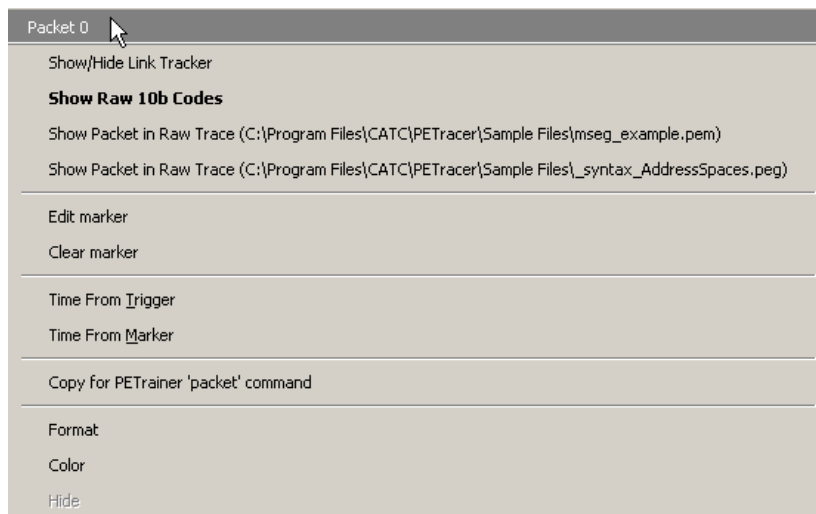 Packet 0
Show/Hide Link Tracker
Show Raw 10b Codes
Show Packet in Raw Trace (C:\Program Files\CATC\PETracer\Sample Files\mseg_example.pem)
Show Packet in Raw Trace (C:\Program Files\CATC\PETracer\Sample Files\_syntax_AddressSpaces.peg)
Edit marker
Clear marker
Time From Trigger
Time From Marker
Copy for PETrainer 'packet' command
Format
Color
Hide